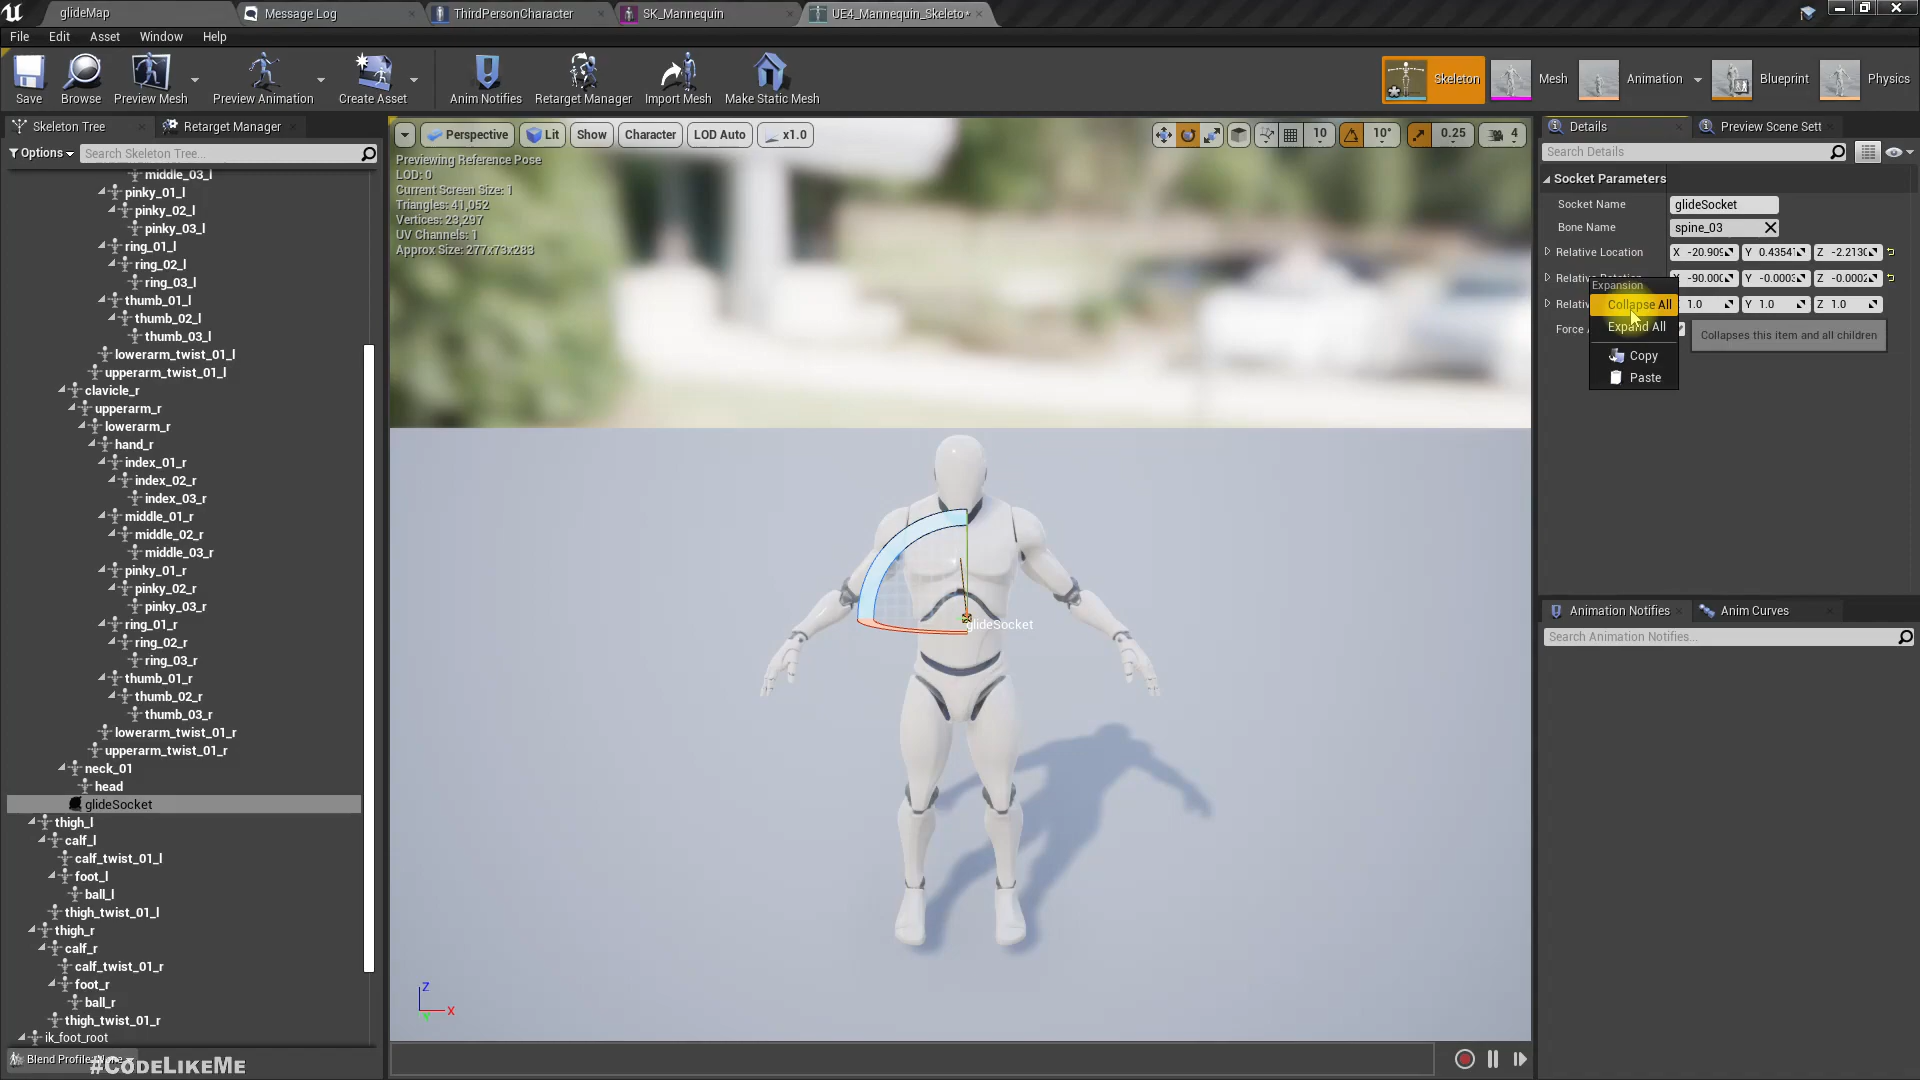 glideMap
Message Log
ThirdPersonCharacter
SK_Mannequin
UE4_Mannequin_Skeleto*
File Edit Asset Window Help
Save
Browse
Preview Mesh
Preview Animation
Create Asset
Anim Notifies
Retarget Manager
Import Mesh
Make Static Mesh
Skeleton
Mesh
Animation
Blueprint
Physics
Skeleton Tree
Retarget Manager
Options
Search Skeleton Tree...
middle_03_l
pinky_01_l
pinky_02_l
pinky_03_l
ring_01_l
ring_02_l
ring_03_l
thumb_01_l
thumb_02_l
thumb_03_l
lowerarm_twist_01_l
upperarm_twist_01_l
clavicle_r
upperarm_r
lowerarm_r
hand_r
index_01_r
index_02_r
index_03_r
middle_01_r
middle_02_r
middle_03_r
pinky_01_r
pinky_02_r
pinky_03_r
ring_01_r
ring_02_r
ring_03_r
thumb_01_r
thumb_02_r
thumb_03_r
lowerarm_twist_01_r
upperarm_twist_01_r
neck_01
head
glideSocket
thigh_l
calf_l
calf_twist_01_l
foot_l
ball_l
thigh_twist_01_l
thigh_r
calf_r
calf_twist_01_r
foot_r
ball_r
thigh_twist_01_r
ik_foot_root
Blend Profile:
#CODELIKEME
Perspective
Lit
Show
Character
LOD Auto
x1.0
10
10°
0.25
4
Previewing Reference Pose
LOD: 0
Current Screen Size: 1
Triangles: 41,052
Vertices: 23,297
UV Channels: 1
Approx Size: 277x73x283
glideSocket
Z
X
Y
Details
Preview Scene Sett
Search Details
Socket Parameters
Socket Name glideSocket
Bone Name spine_03
Relative Location X -20.909 Y 0.43547 Z -2.2130
Relative Rotation X -90.000 Y -0.0003 Z -0.0002
Relativ 1.0 Y 1.0 Z 1.0
Force A
Expansion
Collapse All
Expand All
Copy
Paste
Collapses this item and all children
Animation Notifies
Anim Curves
Search Animation Notifies...